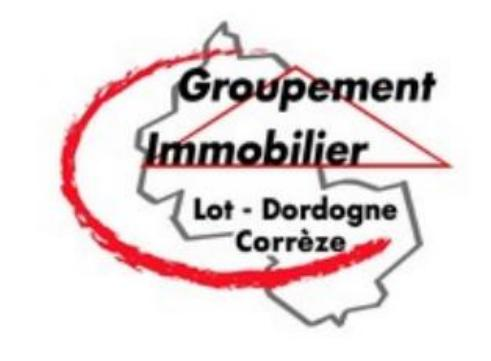 Groupement
Immobilier
Lot - Dordogne
Corrèze